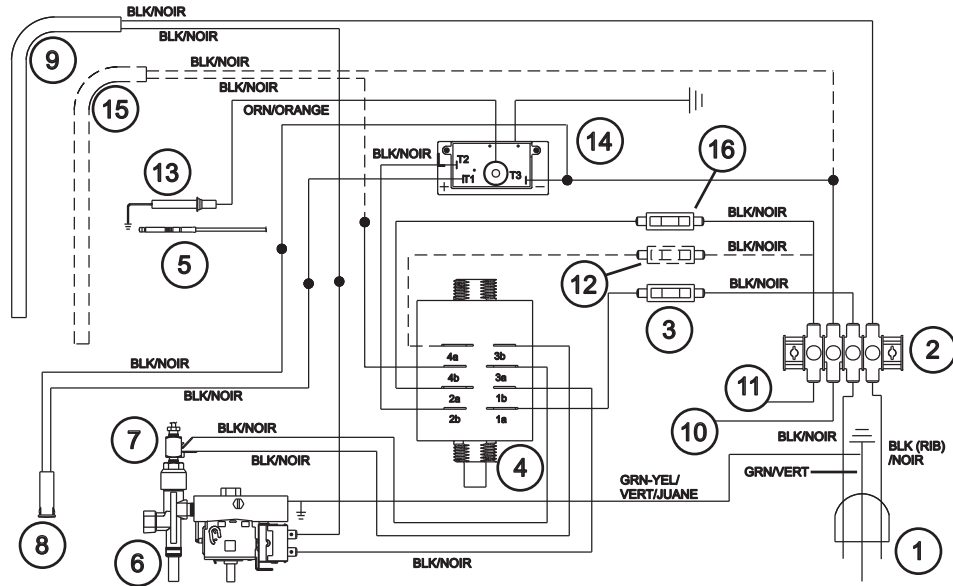 BLK/NOIR
BLK/NOIR
9
BLK/NOIR
15
BLK/NOIR
ORN/ORANGE
14
BLK/NOIR
T2
T1
T3
+
-
13
16
BLK/NOIR
5
BLK/NOIR
12
BLK/NOIR
3
2
4a
3b
4b
3a
2a
1b
2b
1a
BLK/NOIR
BLK/NOIR
11
10
7
BLK/NOIR
BLK/NOIR
4
BLK/NOIR
BLK (RIB)
/NOIR
GRN-YEL/
VERT/JUANE
GRN/VERT
8
6
BLK/NOIR
1